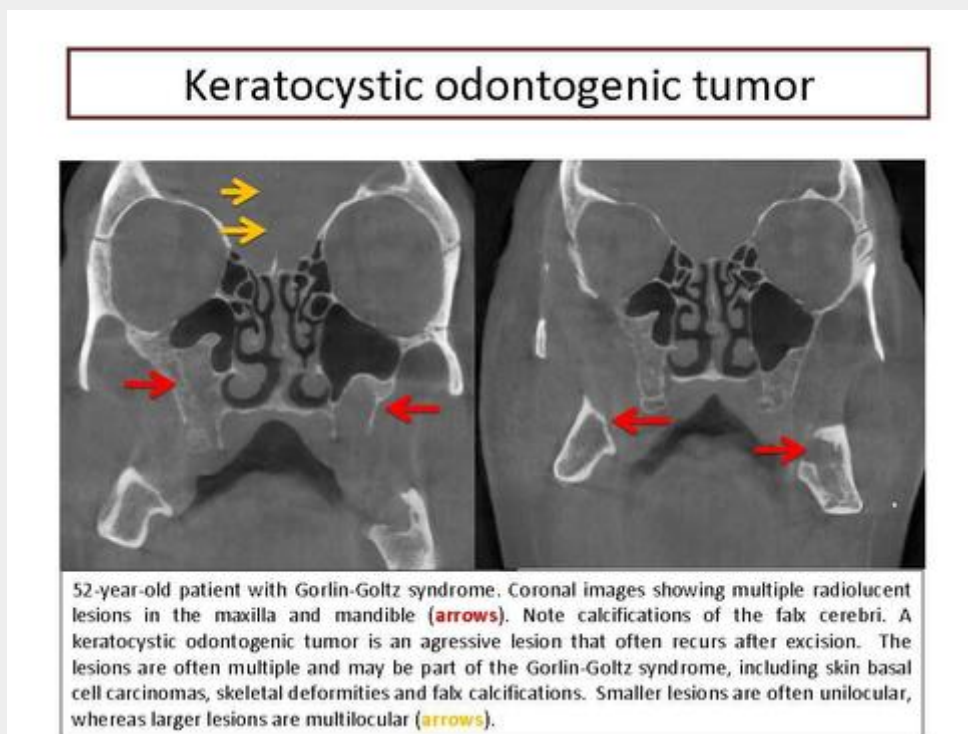 Keratocystic odontogenic tumor
52-year-old patient with Gorlin-Goltz syndrome. Coronal images showing multiple radiolucent
lesions in the maxilla and mandible (arrows). Note calcifications of the falx cerebri. A
keratocystic odontogenic tumor is an agressive lesion that often recurs after excision. The
lesions are often multiple and may be part of the Gorlin-Goltz syndrome, including skin basal
cell carcinomas, skeletal deformities and falx calcifications. Smaller lesions are often unilocular,
whereas larger lesions are multilocular (arrows).